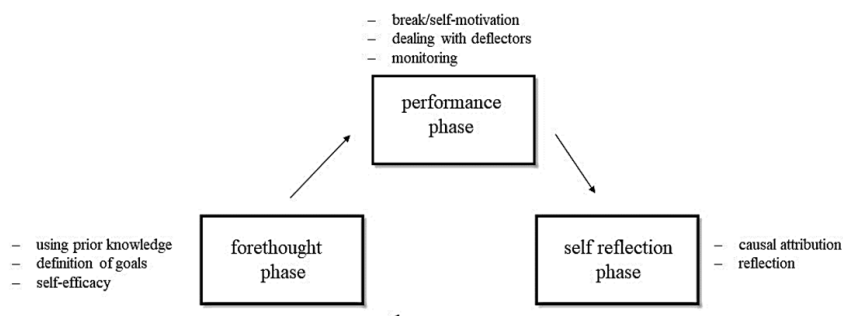 – break/self-motivation
– dealing with deflectors
– monitoring
performance
phase
– using prior knowledge
– definition of goals
– self-efficacy
forethought
phase
self reflection
phase
– causal attribution
– reflection